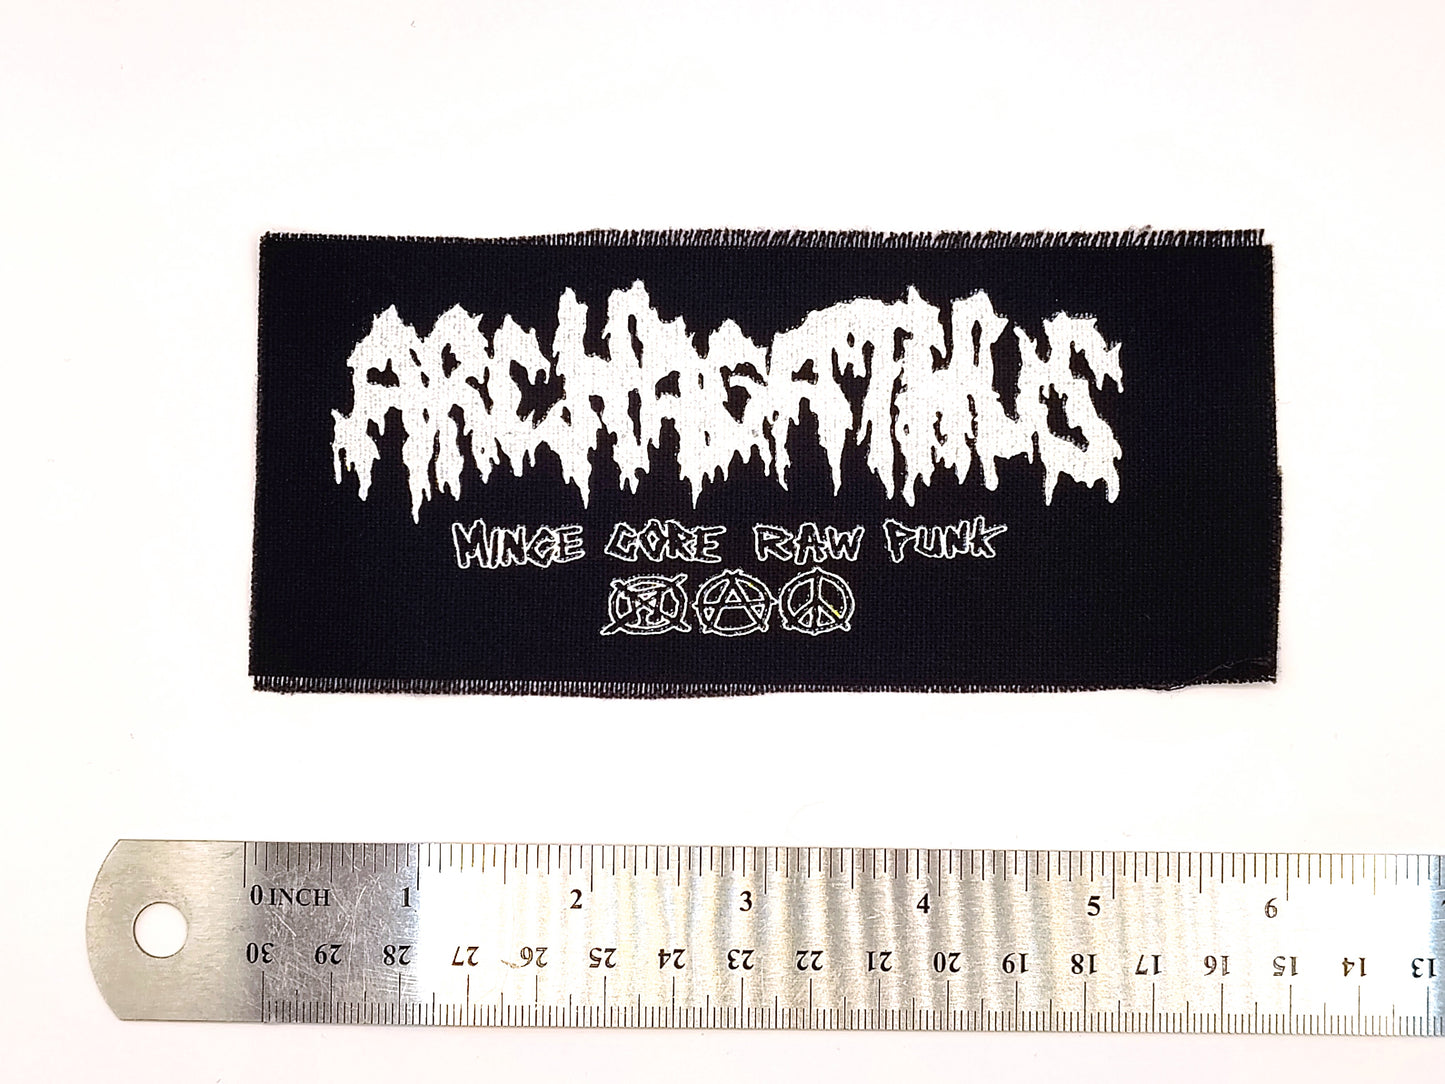 ARCHAGATHUS
MINCE GORE RAW PUNK
0 INCH 1 2 3 4 5 6
30 29 28 27 26 25 24 23 22 21 20 19 18 17 16 15 14 13